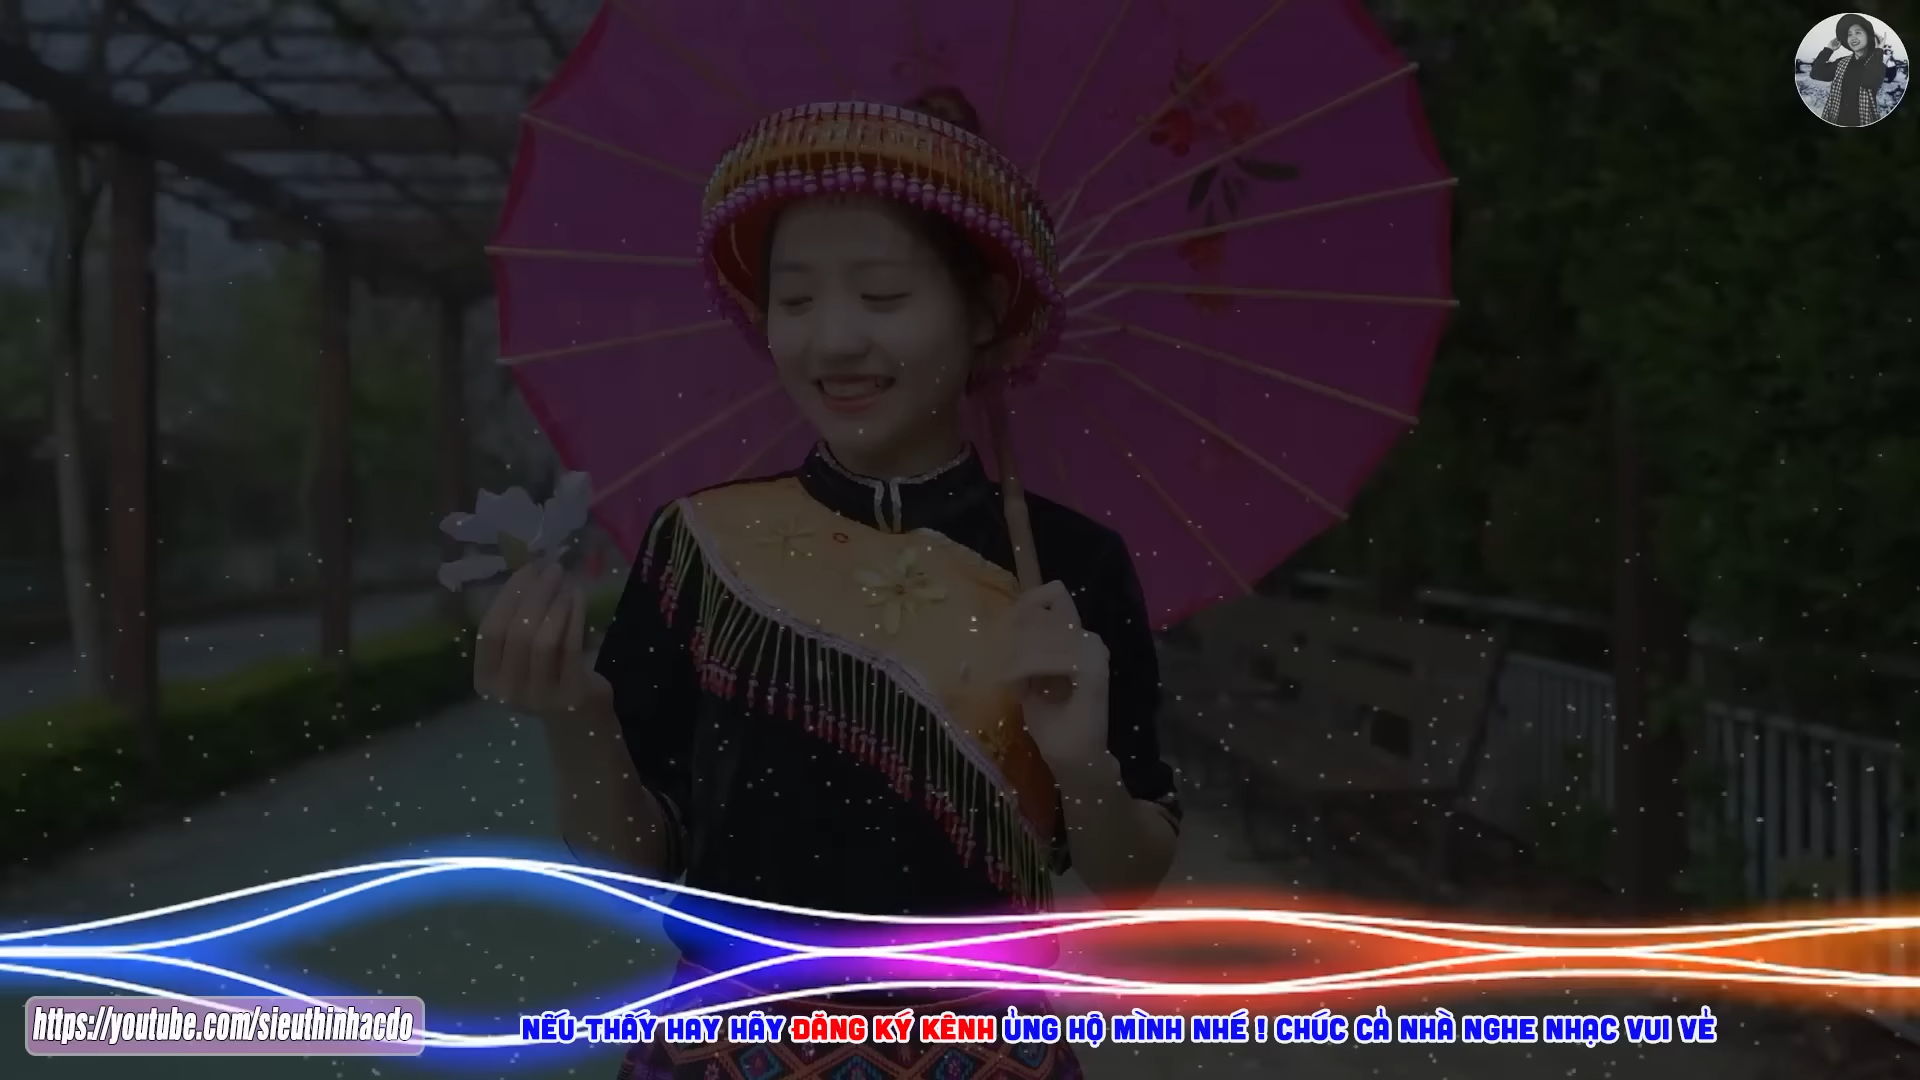 https://youtube.com/sieuthinhacdo
NẾU THẤY HAY HÃY ĐĂNG KÝ KÊNH ỦNG HỘ MÌNH NHÉ ! CHÚC CẢ NHÀ NGHE NHẠC VUI VẺ